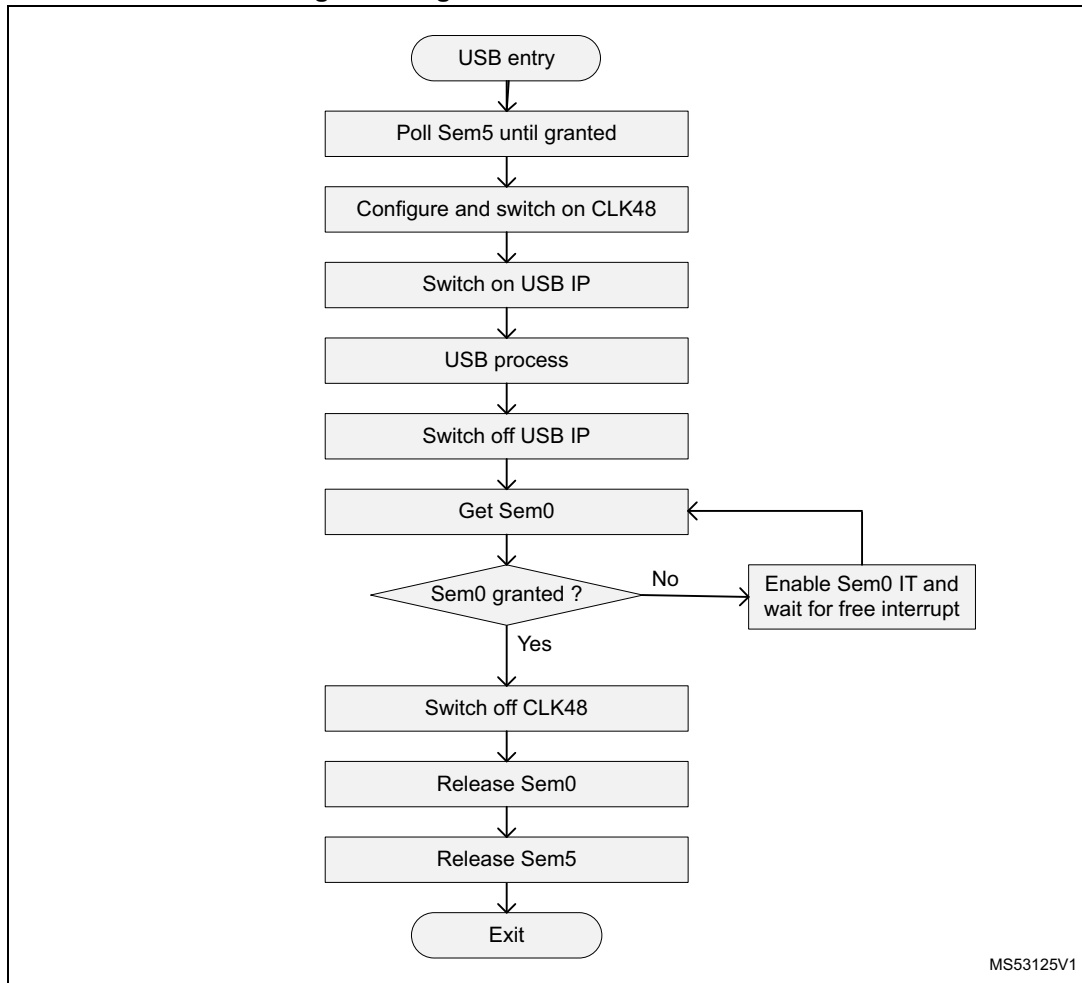 USB entry
Poll Sem5 until granted
Configure and switch on CLK48
Switch on USB IP
USB process
Switch off USB IP
Get Sem0
Sem0 granted ?
No
Enable Sem0 IT and
wait for free interrupt
Yes
Switch off CLK48
Release Sem0
Release Sem5
Exit
MS53125V1